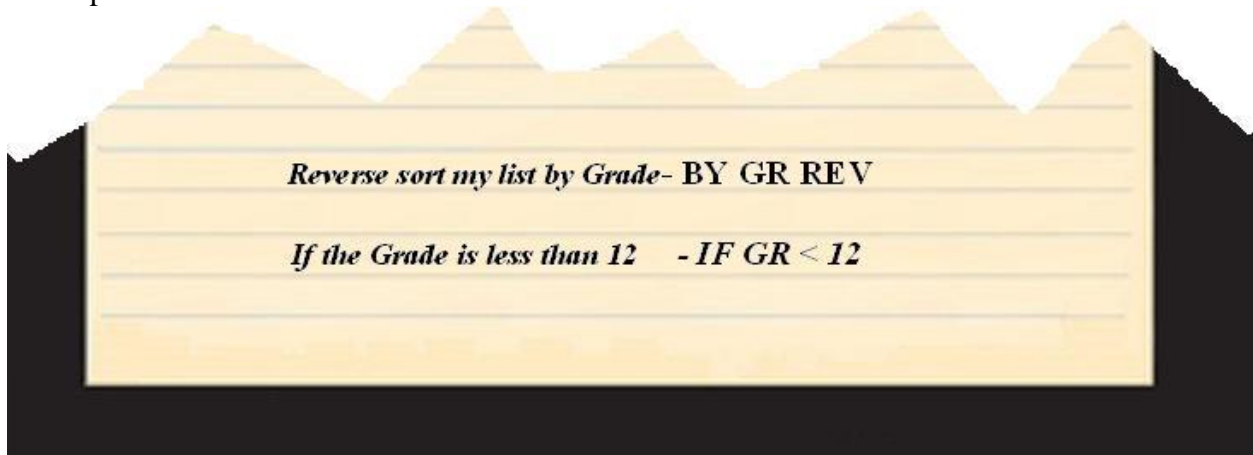 Reverse sort my list by Grade- BY GR REV
If the Grade is less than 12 - IF GR < 12